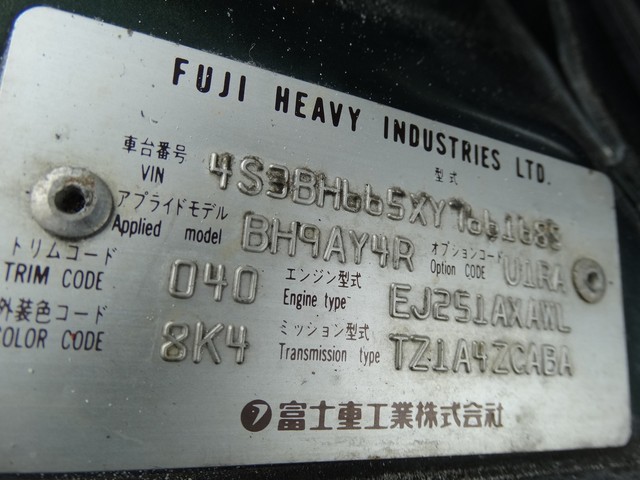 FUJI HEAVY INDUSTRIES LTD.
車台番号 型式
VIN 4S3BH665XY7661685
アプライドモデル オプションコード
Applied model BH9AY4R Option CODE U1RA
トリムコード エンジン型式
TRIM CODE 040 Engine type EJ251AXAWL
外装色コード ミッション型式
COLOR CODE 8K4 Transmission type TZ1A4ZCABA
富士重工業株式会社